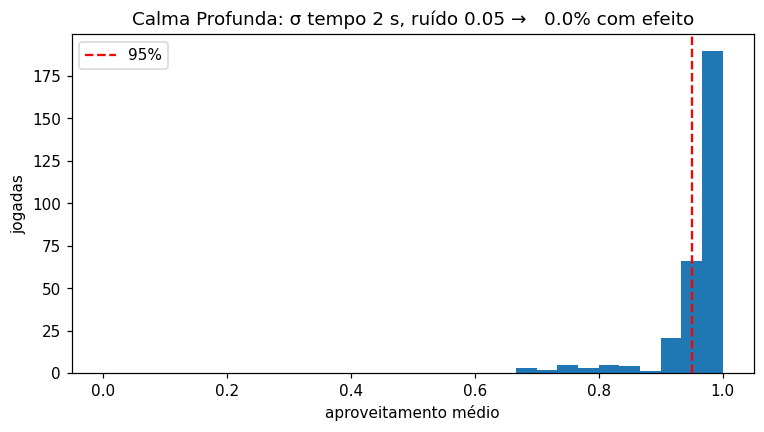 Calma Profunda: σ tempo 2 s, ruído 0.05 → 0.0% com efeito
95%
jogadas
175
150
125
100
75
50
25
0
0.0 0.2 0.4 0.6 0.8 1.0
aproveitamento médio